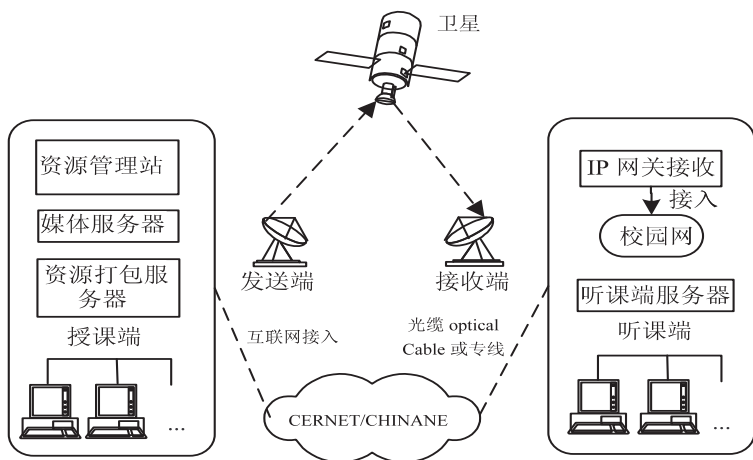 卫星
资源管理站
媒体服务器
资源打包服
务器
授课端
...
发送端
接收端
互联网接入
光缆 optical
Cable 或专线
CERNET/CHINANE
IP 网关接收
接入
校园网
听课端服务器
听课端
...